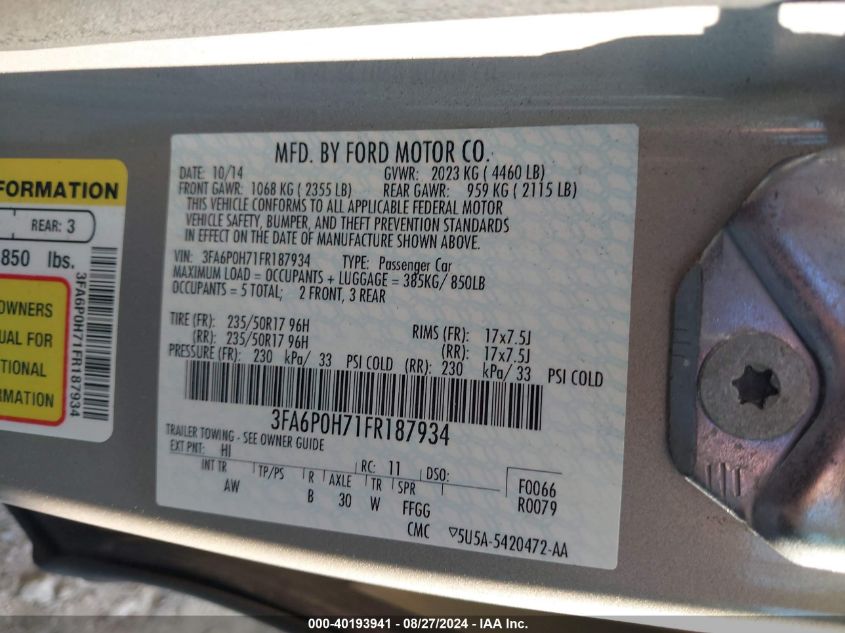 FORMATION
REAR: 3
850 lbs.
OWNERS
UAL FOR
TIONAL
ORMATION
3FA6P0H71FR187934
MFD. BY FORD MOTOR CO.
DATE: 10/14 GVWR: 2023 KG ( 4460 LB)
FRONT GAWR: 1068 KG ( 2355 LB) REAR GAWR: 959 KG ( 2115 LB)
THIS VEHICLE CONFORMS TO ALL APPLICABLE FEDERAL MOTOR
VEHICLE SAFETY, BUMPER, AND THEFT PREVENTION STANDARDS
IN EFFECT ON THE DATE OF MANUFACTURE SHOWN ABOVE.
VIN: 3FA6P0H71FR187934 TYPE: Passenger Car
MAXIMUM LOAD = OCCUPANTS + LUGGAGE = 385KG/ 850LB
OCCUPANTS = 5 TOTAL; 2 FRONT, 3 REAR
TIRE (FR): 235/50R17 96H RIMS (FR): 17x7.5J
(RR): 235/50R17 96H (RR): 17x7.5J
PRESSURE (FR): 230 kPa/ 33 PSI COLD (RR): 230 kPa/ 33 PSI COLD
3FA6P0H71FR187934
TRAILER TOWING - SEE OWNER GUIDE
EXT PNT: HI RC: 11 DSO: F0066
INT TR TP/PS R AXLE TR SPR R0079
AW B 30 W FFGG
CMC ▽5U5A-5420472-AA
000-40193941 - 08/27/2024 - IAA Inc.